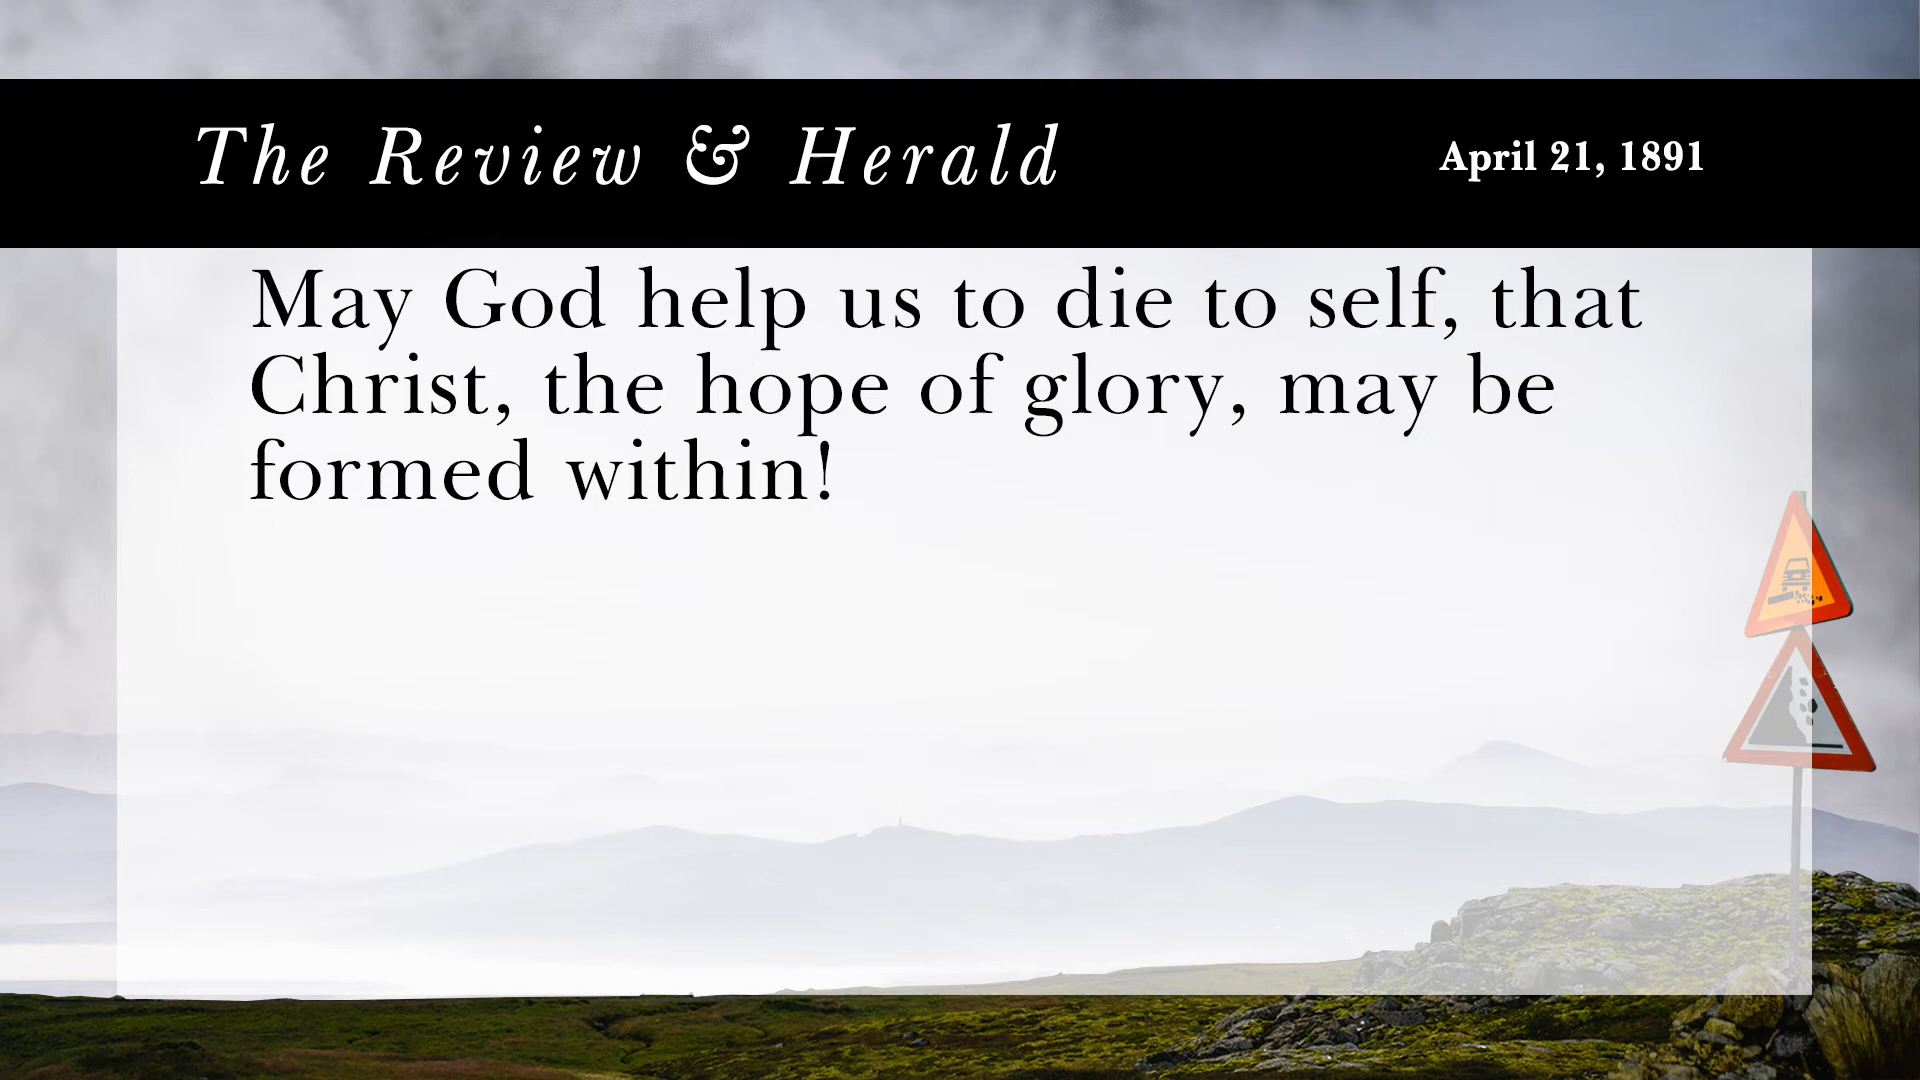 The Review & Herald
April 21, 1891
May God help us to die to self, that
Christ, the hope of glory, may be
formed within!